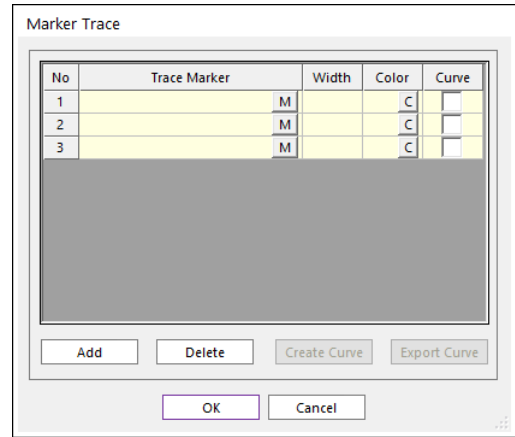 Marker Trace
No Trace Marker Width Color Curve
1 M C
2 M C
3 M C
Add Delete Create Curve Export Curve
OK Cancel